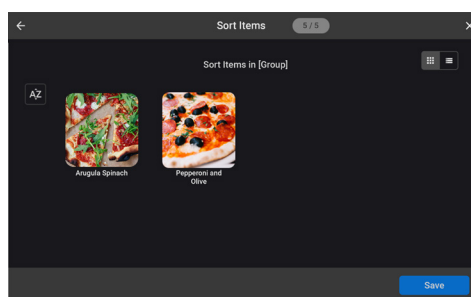 Sort Items
5 / 5
Sort Items in [Group]
AZ
Arugula Spinach
Pepperoni and
Olive
Save